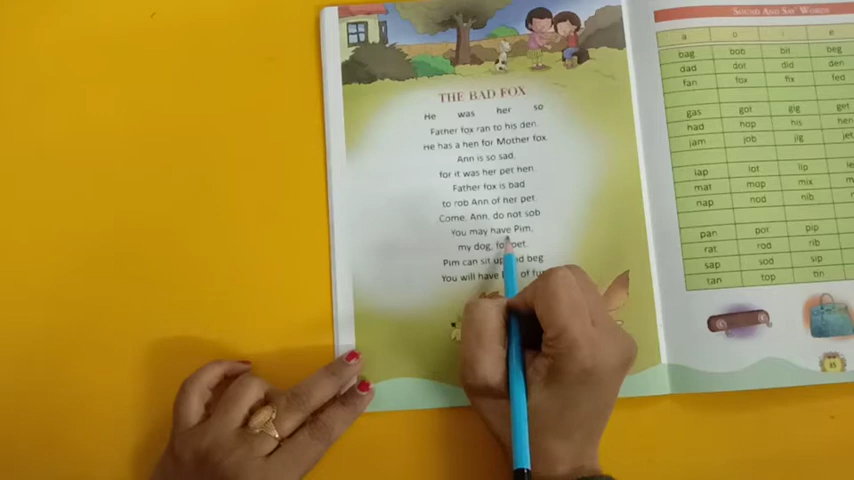 THE BAD FOX
He was her so
Father fox ran to his den.
He has a hen for Mother fox.
Ann is so sad,
for it was her pet hen.
Father fox is bad
to rob Ann of her pet.
Come, Ann, do not sob
You may have Pim,
my dog, for pet.
Pim can sit up and beg
You will have of fun
SOUND AND SAY WORDS
a o i e
bag bob bit beg
dad dot did den
fan fox fix fed
gas got gig get
had hop his hen
jam job jig jet
lap lot lip
mat mop mix
nap nod nib
pan pot pip
rat rod rib
sap sod sip
tan top tin
85